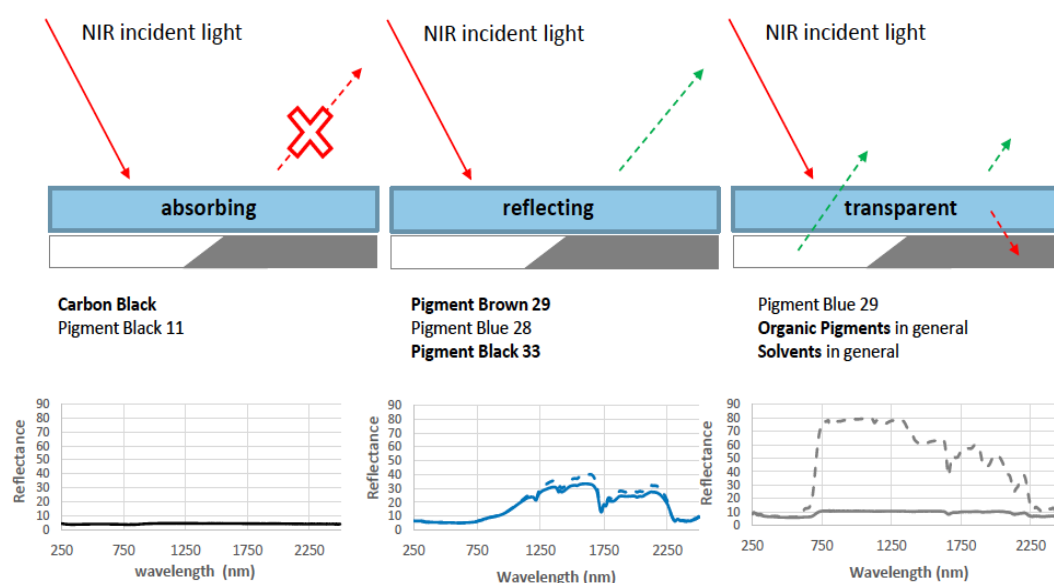 NIR incident light
NIR incident light
NIR incident light
absorbing
reflecting
transparent
Carbon Black
Pigment Black 11
Pigment Brown 29
Pigment Blue 28
Pigment Black 33
Pigment Blue 29
Organic Pigments in general
Solvents in general
Reflectance
90
80
70
60
50
40
30
20
10
0
250 750 1250 1750 2250
wavelength (nm)
Reflectance
90
80
70
60
50
40
30
20
10
0
250 750 1250 1750 2250
Wavelength (nm)
Reflectance
90
80
70
60
50
40
30
20
10
0
250 750 1250 1750 2250
Wavelength (nm)